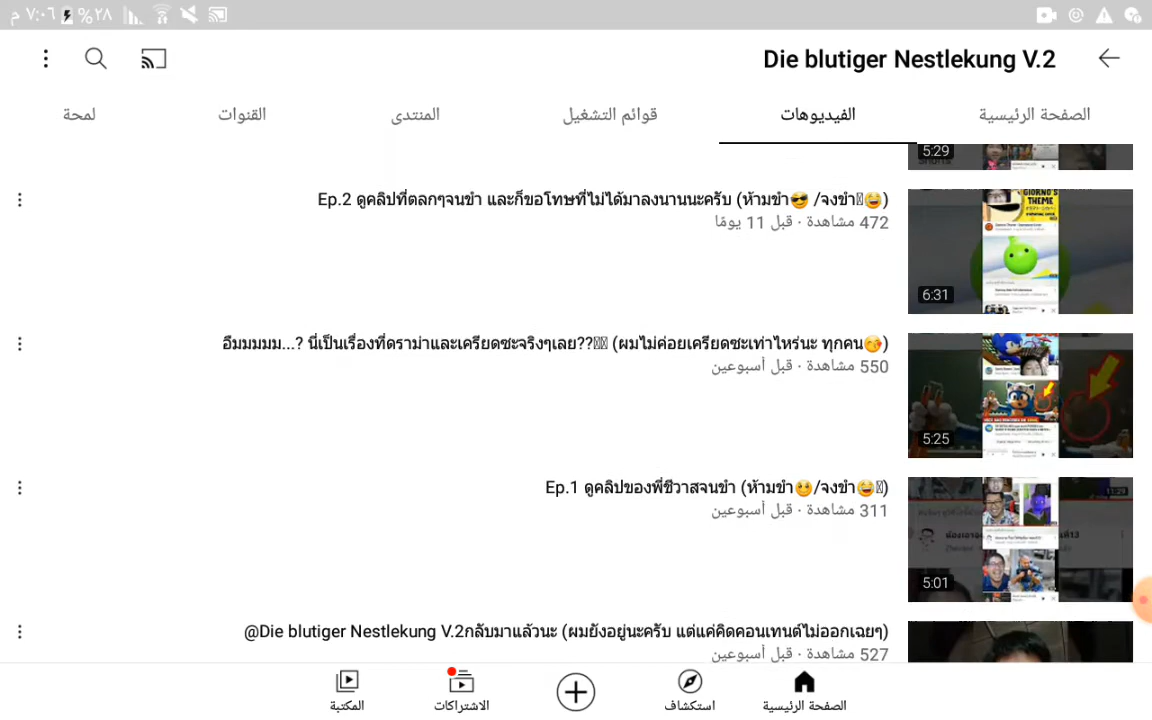 ٧:٠٦ م
%٢٨
Die blutiger Nestlekung V.2
الصفحة الرئيسية
الفيديوهات
قوائم التشغيل
المنتدى
القنوات
لمحة
5:29
Ep.2 ดูคลิปที่ตลกๆจนขำ และก็ขอโทษที่ไม่ได้มาลงนานนะครับ (ห้ามขำ😎 /จงขำ😂)
472 مشاهدة · قبل 11 يومًا
GIORNO'S
THEME
6:31
อืมมมมม...? นี่เป็นเรื่องที่ดราม่าและเครียดซะจริงๆเลย?? (ผมไม่ค่อยเครียดซะเท่าไหร่นะ ทุกคน😘)
550 مشاهدة · قبل أسبوعين
5:25
Ep.1 ดูคลิปของพี่ชีวาสจนขำ (ห้ามขำ😗/จงขำ😂)
311 مشاهدة · قبل أسبوعين
5:01
@Die blutiger Nestlekung V.2กลับมาแล้วนะ (ผมยังอยู่นะครับ แต่แค่คิดคอนเทนต์ไม่ออกเฉยๆ)
527 مشاهدة · قبل أسبوعين
الصفحة الرئيسية
استكشاف
الاشتراكات
المكتبة